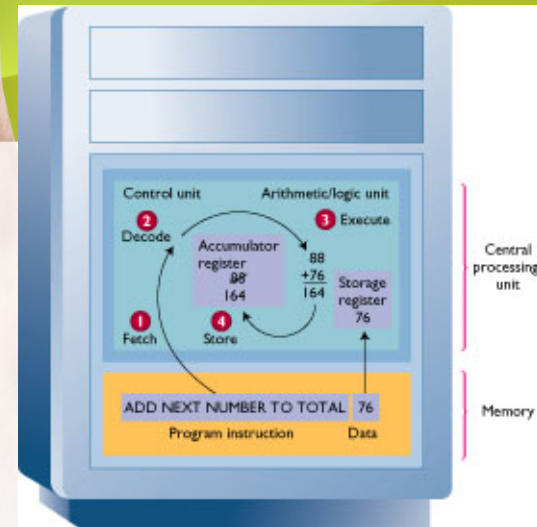 Control unit
Arithmetic/logic unit
2
Decode
3 Execute
Accumulator
register
88
164
88
+76
164
Storage
register
76
1
Fetch
4
Store
Central
processing
unit
ADD NEXT NUMBER TO TOTAL 76
Program instruction Data
Memory